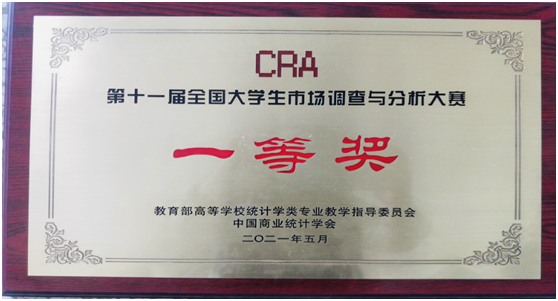 CRA
第十一届全国大学生市场调查与分析大赛
一等奖
教育部高等学校统计学类专业教学指导委员会
中国商业统计学会
二〇二一年五月